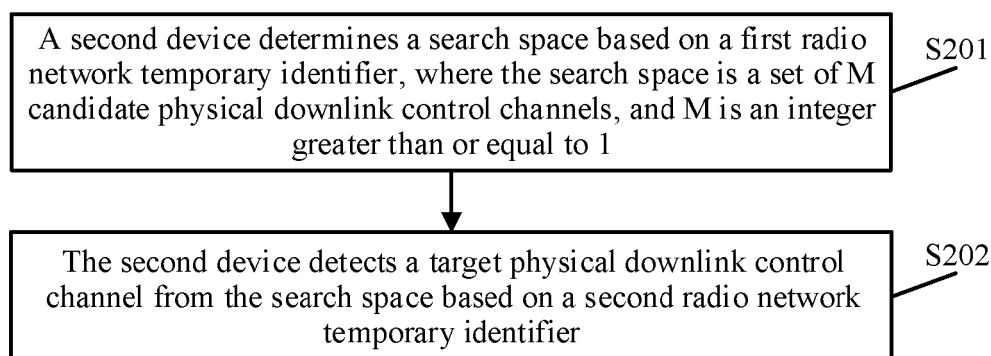 A second device determines a search space based on a first radio
network temporary identifier, where the search space is a set of M
candidate physical downlink control channels, and M is an integer
greater than or equal to 1
S201
The second device detects a target physical downlink control
channel from the search space based on a second radio network
temporary identifier
S202